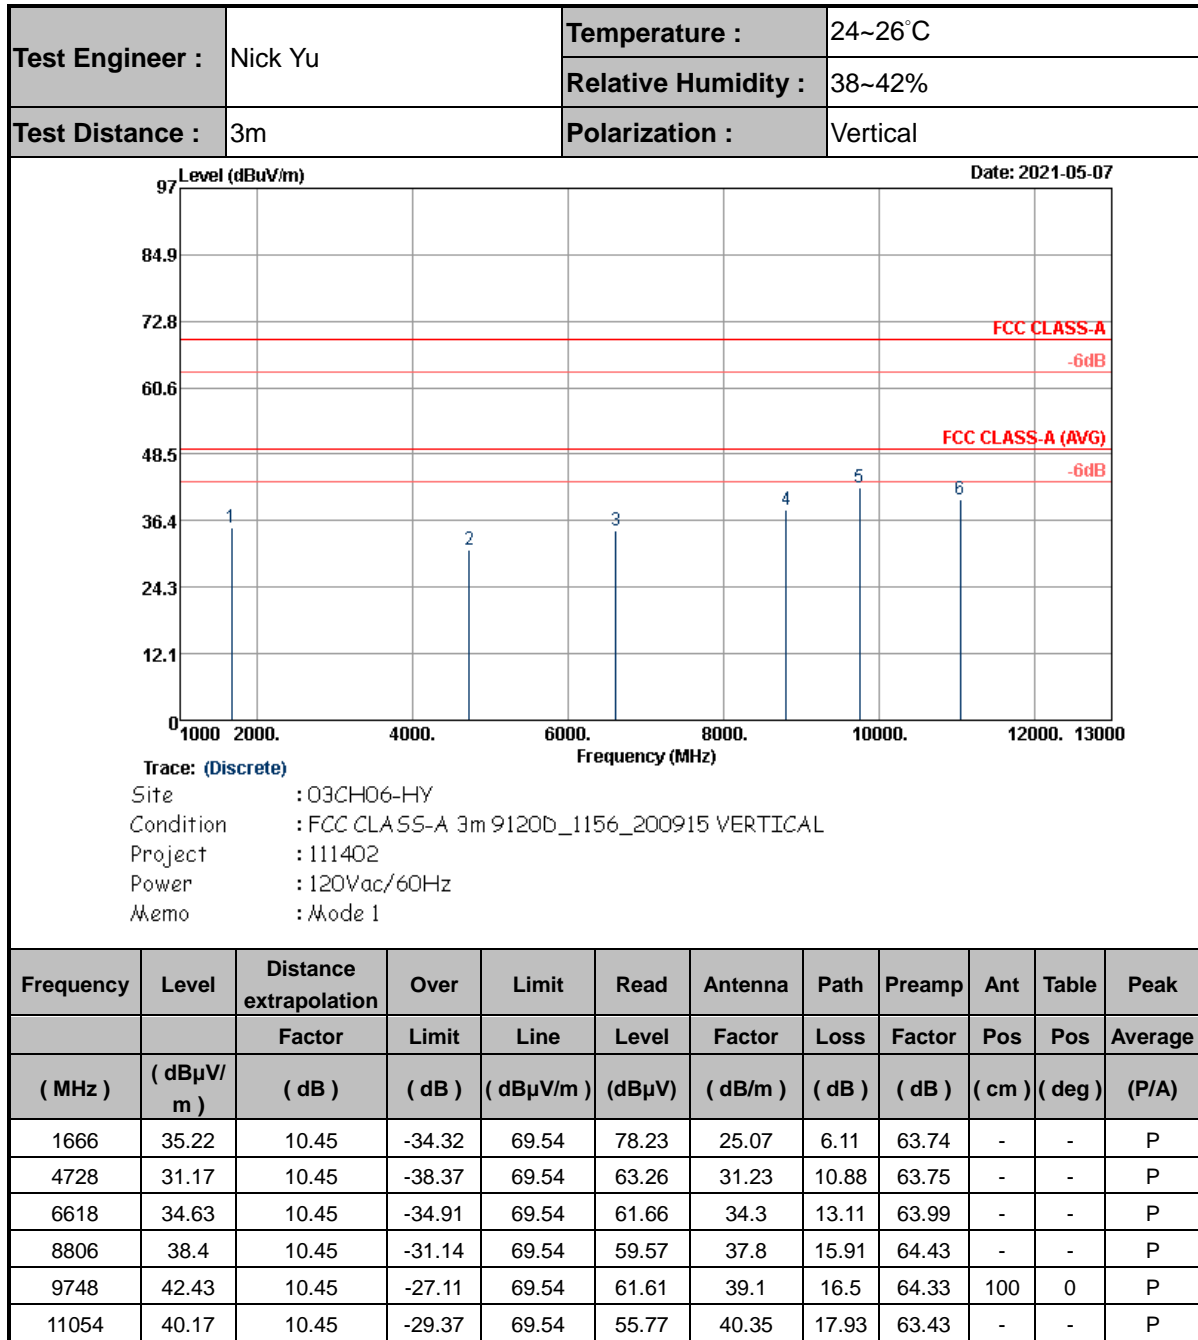 Test Engineer : Nick Yu Temperature : 24~26°C
Relative Humidity : 38~42%
Test Distance : 3m Polarization : Vertical
Level (dBuV/m) Date: 2021-05-07
97
84.9
72.8
FCC CLASS-A
-6dB
60.6
FCC CLASS-A (AVG)
48.5
-6dB
5
6
4
1
3
36.4
2
24.3
12.1
0
1000 2000. 4000. 6000. 8000. 10000. 12000. 13000
Frequency (MHz)
Trace: (Discrete)
Site : 03CH06-HY
Condition : FCC CLASS-A 3m 9120D_1156_200915 VERTICAL
Project : 111402
Power : 120Vac/60Hz
Memo : Mode 1
Frequency Level Distance extrapolation Over Limit Read Antenna Path Preamp Ant Table Peak
Factor Limit Line Level Factor Loss Factor Pos Pos Average
( MHz ) ( dBµV/ m ) ( dB ) ( dB ) ( dBµV/m ) (dBµV) ( dB/m ) ( dB ) ( dB ) ( cm ) ( deg ) (P/A)
1666 35.22 10.45 -34.32 69.54 78.23 25.07 6.11 63.74 - - P
4728 31.17 10.45 -38.37 69.54 63.26 31.23 10.88 63.75 - - P
6618 34.63 10.45 -34.91 69.54 61.66 34.3 13.11 63.99 - - P
8806 38.4 10.45 -31.14 69.54 59.57 37.8 15.91 64.43 - - P
9748 42.43 10.45 -27.11 69.54 61.61 39.1 16.5 64.33 100 0 P
11054 40.17 10.45 -29.37 69.54 55.77 40.35 17.93 63.43 - - P